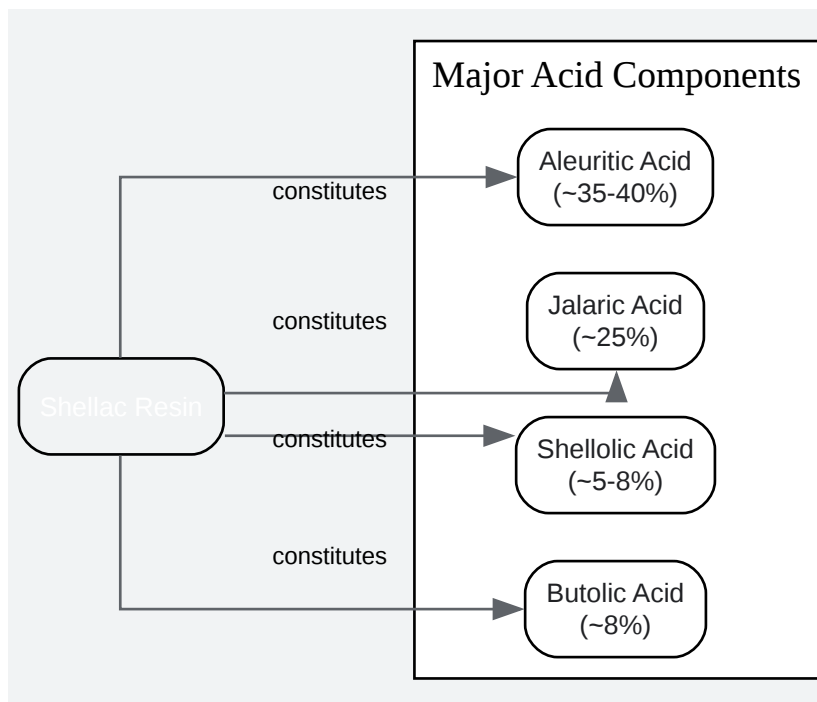 Major Acid Components
Aleuritic Acid
(~35-40%)
constitutes
Jalaric Acid
(~25%)
constitutes
Shellac Resin
constitutes
Shellolic Acid
(~5-8%)
constitutes
Butolic Acid
(~8%)